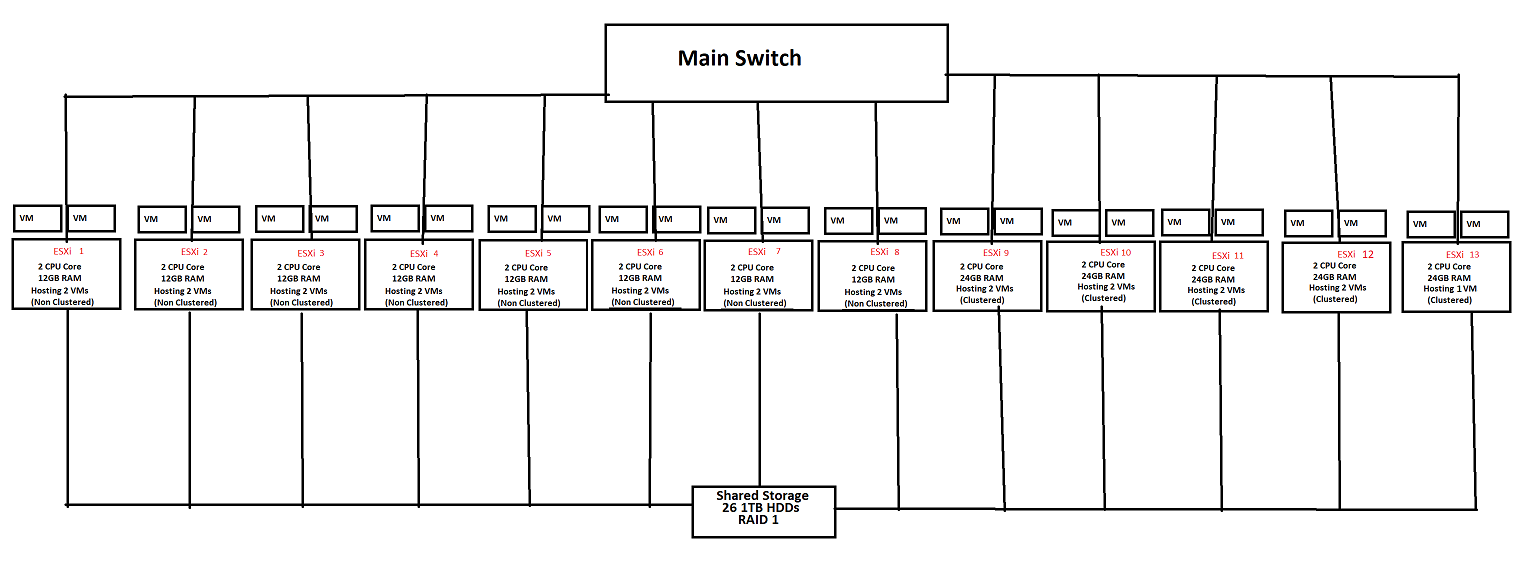 Main Switch
VM VM VM VM VM VM VM VM VM VM VM VM VM VM VM VM VM VM VM VM VM VM VM VM VM VM
ESXi 1
2 CPU Core
12GB RAM
Hosting 2 VMs
(Non Clustered)
ESXi 2
2 CPU Core
12GB RAM
Hosting 2 VMs
(Non Clustered)
ESXi 3
2 CPU Core
12GB RAM
Hosting 2 VMs
(Non Clustered)
ESXi 4
2 CPU Core
12GB RAM
Hosting 2 VMs
(Non Clustered)
ESXi 5
2 CPU Core
12GB RAM
Hosting 2 VMs
(Non Clustered)
ESXi 6
2 CPU Core
12GB RAM
Hosting 2 VMs
(Non Clustered)
ESXi 7
2 CPU Core
12GB RAM
Hosting 2 VMs
(Non Clustered)
ESXi 8
2 CPU Core
12GB RAM
Hosting 2 VMs
(Non Clustered)
ESXi 9
2 CPU Core
24GB RAM
Hosting 2 VMs
(Clustered)
ESXi 10
2 CPU Core
24GB RAM
Hosting 2 VMs
(Clustered)
ESXi 11
2 CPU Core
24GB RAM
Hosting 2 VMs
(Clustered)
ESXi 12
2 CPU Core
24GB RAM
Hosting 2 VMs
(Clustered)
ESXi 13
2 CPU Core
24GB RAM
Hosting 1 VM
(Clustered)
Shared Storage
26 1TB HDDs
RAID 1